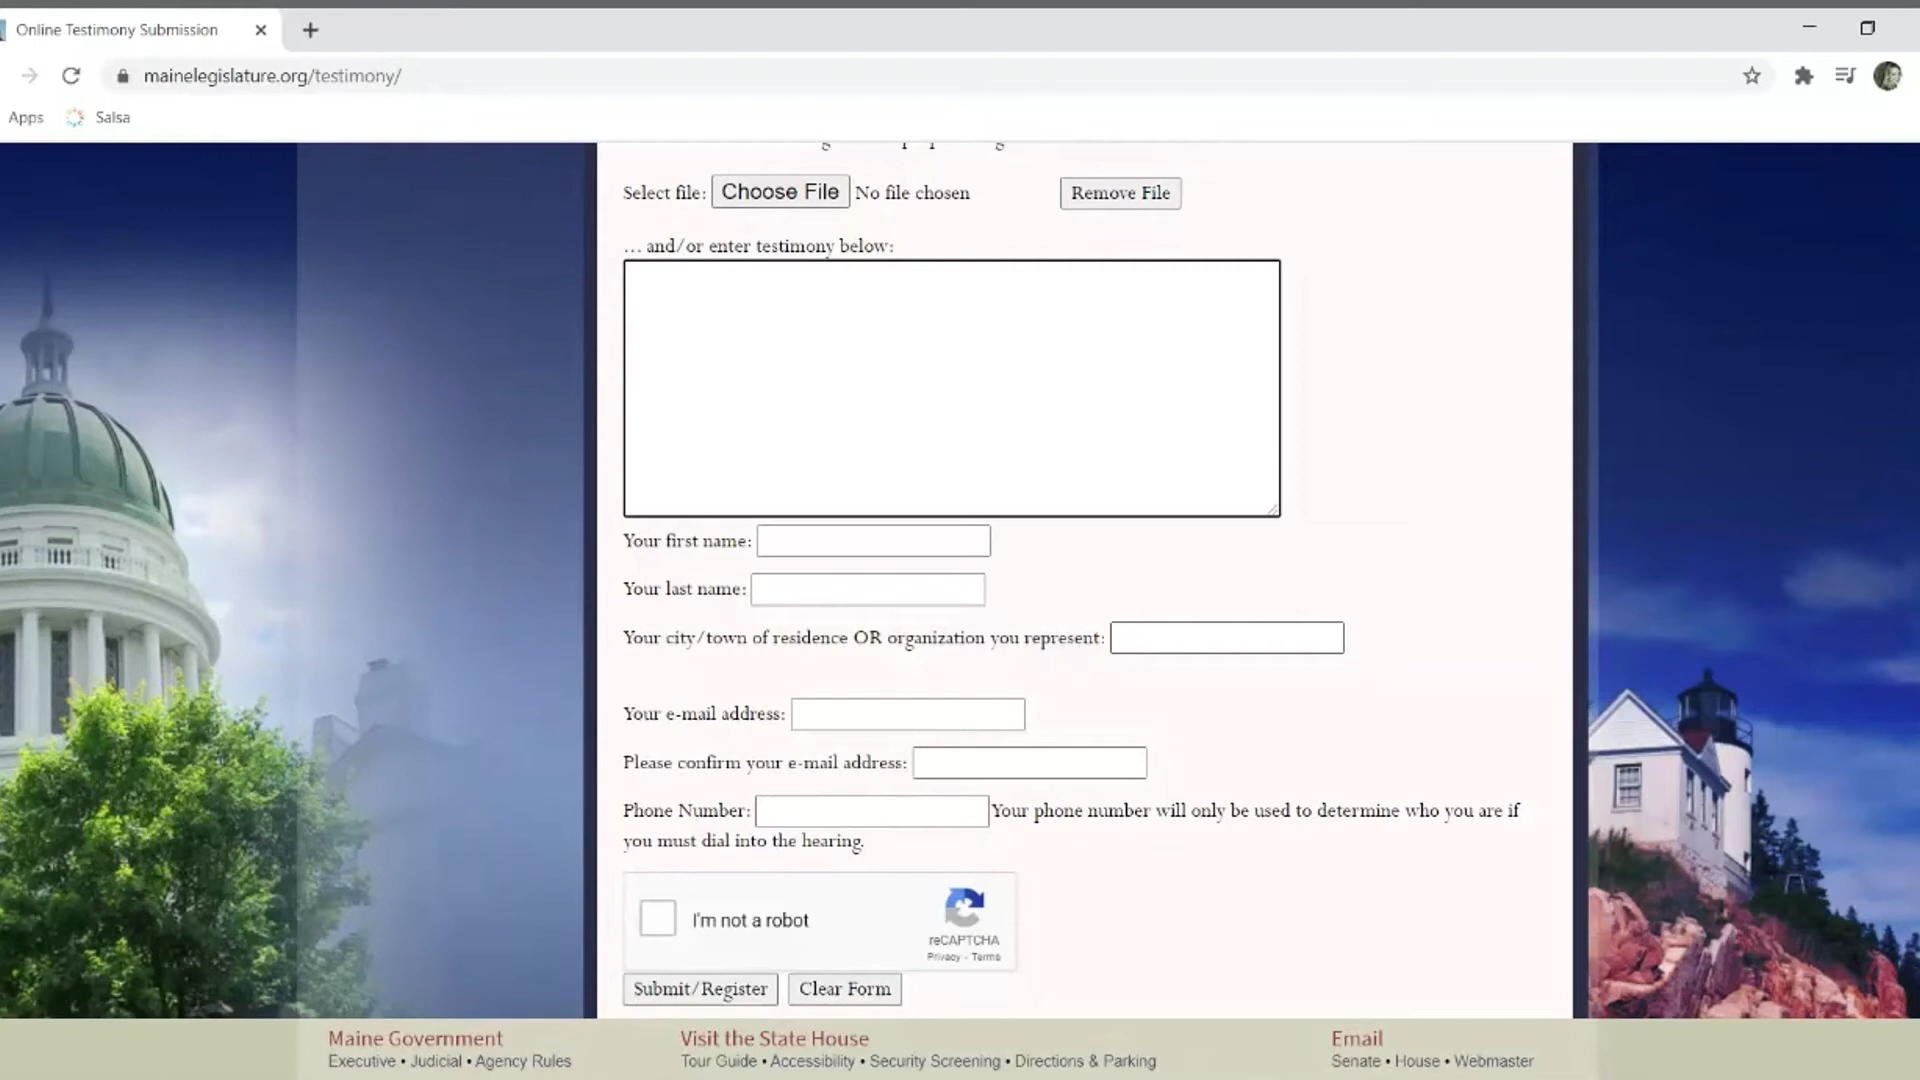 Online Testimony Submission
mainelegislature.org/testimony/
Apps Salsa
Select file: Choose File No file chosen Remove File
... and/or enter testimony below:
Your first name:
Your last name:
Your city/town of residence OR organization you represent:
Your e-mail address:
Please confirm your e-mail address:
Phone Number: Your phone number will only be used to determine who you are if
you must dial into the hearing.
I'm not a robot
reCAPTCHA
Privacy - Terms
Submit/Register Clear Form
Maine Government Visit the State House Email
Executive • Judicial • Agency Rules Tour Guide • Accessibility • Security Screening • Directions & Parking Senate • House • Webmaster